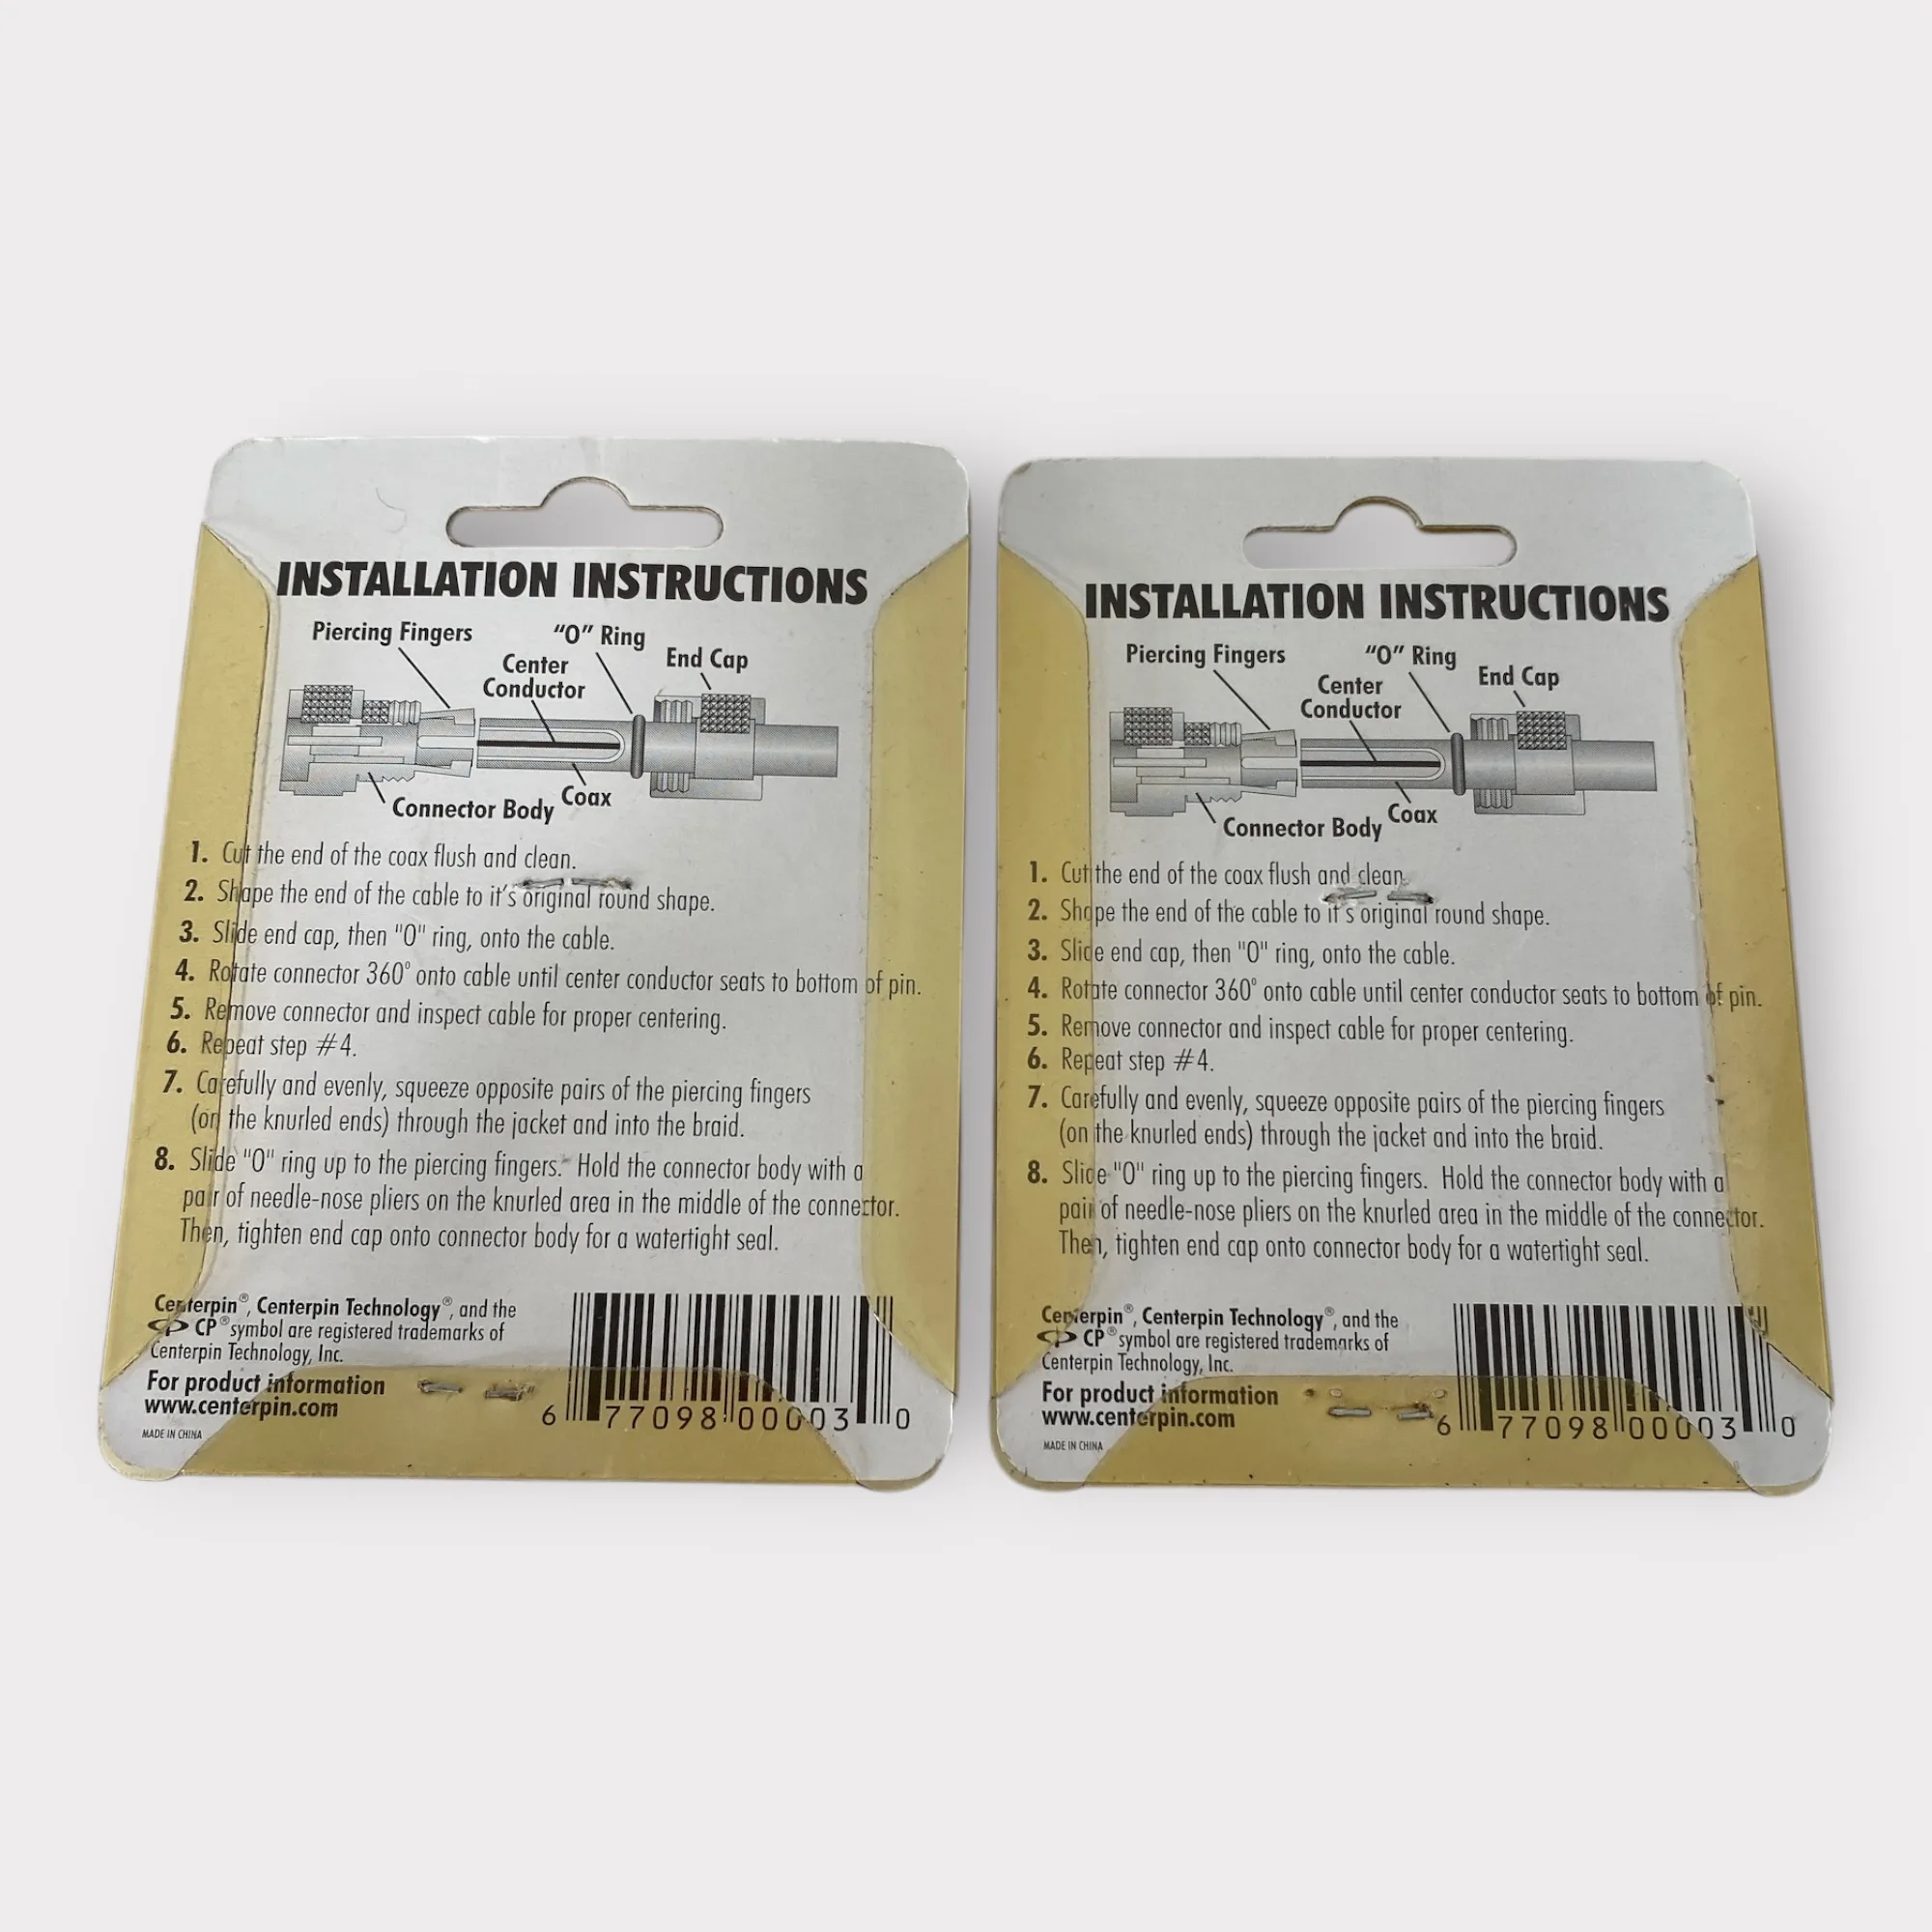 INSTALLATION INSTRUCTIONS
Piercing Fingers
"O" Ring
End Cap
Center
Conductor
Coax
Connector Body
1. Cut the end of the coax flush and clean.
2. Shape the end of the cable to it's original round shape.
3. Slide end cap, then "O" ring, onto the cable.
4. Rotate connector 360° onto cable until center conductor seats to bottom of pin.
5. Remove connector and inspect cable for proper centering.
6. Repeat step #4.
7. Carefully and evenly, squeeze opposite pairs of the piercing fingers
(on the knurled ends) through the jacket and into the braid.
8. Slide "O" ring up to the piercing fingers. Hold the connector body with a
pair of needle-nose pliers on the knurled area in the middle of the connector.
Then, tighten end cap onto connector body for a watertight seal.
Centerpin®, Centerpin Technology®, and the
CP® symbol are registered trademarks of
Centerpin Technology, Inc.
For product information
www.centerpin.com
MADE IN CHINA
6 77098 00003 0
INSTALLATION INSTRUCTIONS
Piercing Fingers
"O" Ring
End Cap
Center
Conductor
Coax
Connector Body
1. Cut the end of the coax flush and clean.
2. Shape the end of the cable to it's original round shape.
3. Slide end cap, then "O" ring, onto the cable.
4. Rotate connector 360° onto cable until center conductor seats to bottom of pin.
5. Remove connector and inspect cable for proper centering.
6. Repeat step #4.
7. Carefully and evenly, squeeze opposite pairs of the piercing fingers
(on the knurled ends) through the jacket and into the braid.
8. Slide "O" ring up to the piercing fingers. Hold the connector body with a
pair of needle-nose pliers on the knurled area in the middle of the connector.
Then, tighten end cap onto connector body for a watertight seal.
Centerpin®, Centerpin Technology®, and the
CP® symbol are registered trademarks of
Centerpin Technology, Inc.
For product information
www.centerpin.com
MADE IN CHINA
6 77098 00003 0